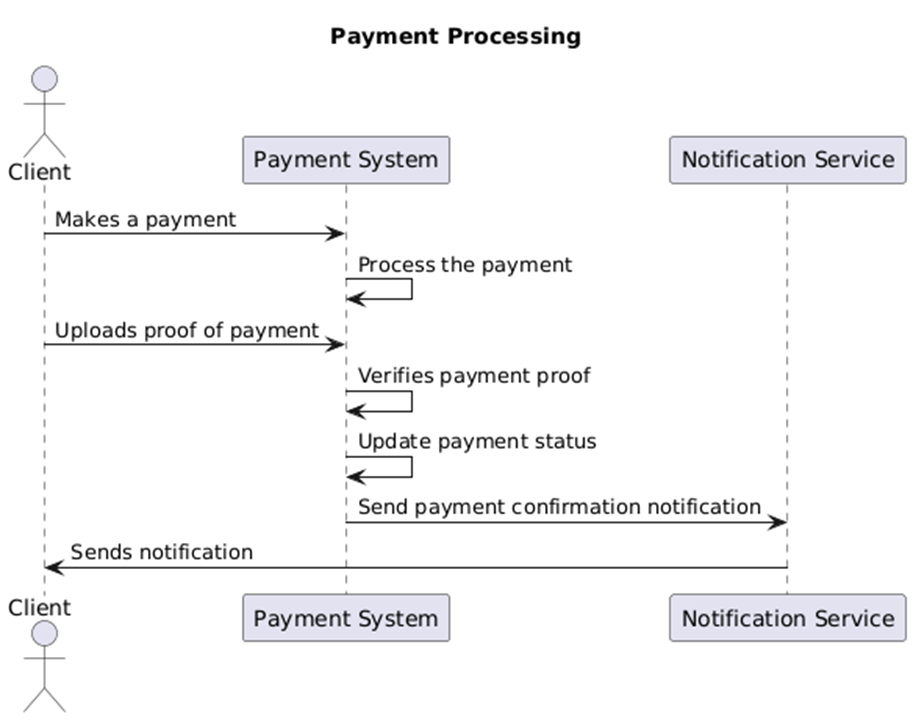 Payment Processing
Client
Payment System
Notification Service
Makes a payment
Process the payment
Uploads proof of payment
Verifies payment proof
Update payment status
Send payment confirmation notification
Sends notification
Client
Payment System
Notification Service